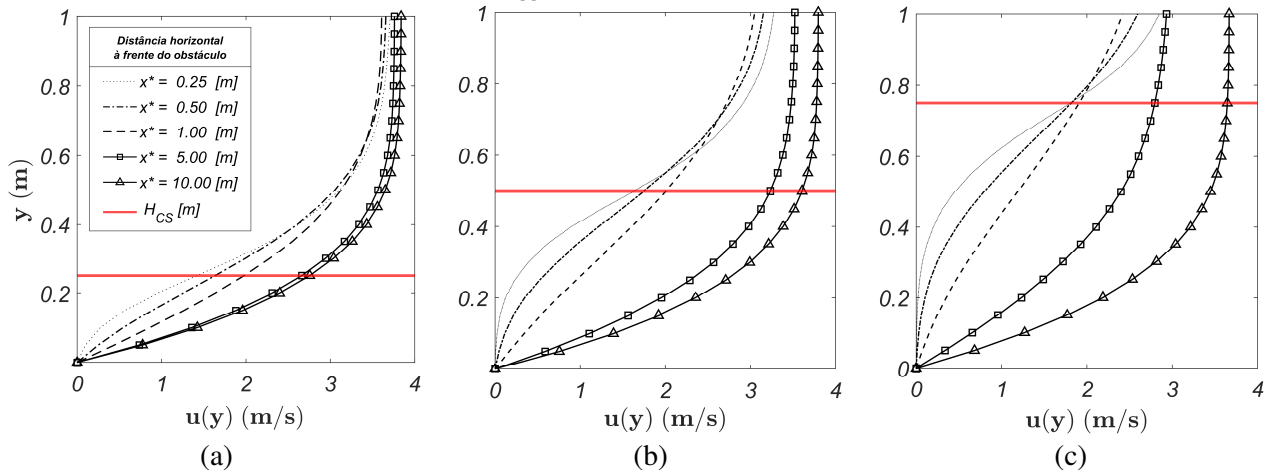 1
0.8
0.6
0.4
0.2
0
0
1
2
3
4
y (m)
u(y) (m/s)
Distância horizontal
à frente do obstáculo
x* = 0.25 [m]
x* = 0.50 [m]
x* = 1.00 [m]
x* = 5.00 [m]
x* = 10.00 [m]
H_CS [m]
(a)
1
0.8
0.6
0.4
0.2
0
0
1
2
3
4
u(y) (m/s)
(b)
1
0.8
0.6
0.4
0.2
0
0
1
2
3
4
u(y) (m/s)
(c)